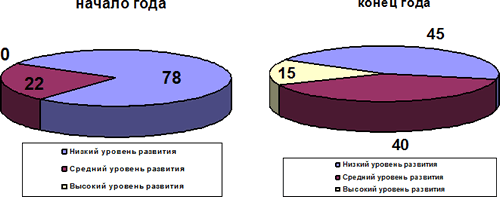 начало года
0
22
78
Низкий уровень развития
Средний уровень развития
Высокий уровень развития
конец года
45
15
40
Низкий уровень развития
Средний уровень развития
Высокий уровень развития